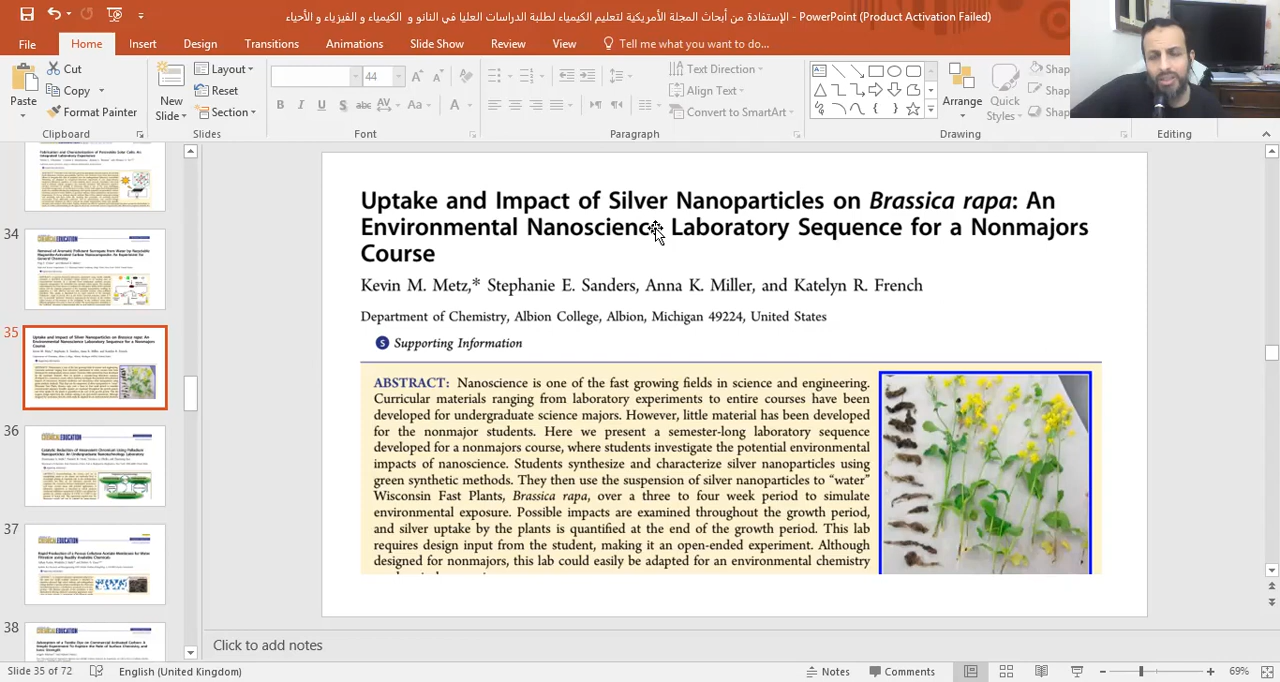 الإستفادة من أبحاث المجلة الأمريكية لتعليم الكيمياء لطلبة الدراسات العليا في النانو و الكيمياء و الفيزياء و الأحياء - PowerPoint (Product Activation Failed)
File Home Insert Design Transitions Animations Slide Show Review View Tell me what you want to do...
Paste Cut Copy Format Painter
New Slide Layout Reset Section
44
B I U S abc AV Aa A
Text Direction Align Text Convert to SmartArt
Arrange Quick Styles
Clipboard Slides Font Paragraph Drawing Editing
34
35
36
37
38
Uptake and Impact of Silver Nanoparticles on Brassica rapa: An
Environmental Nanoscience Laboratory Sequence for a Nonmajors
Course
Kevin M. Metz,* Stephanie E. Sanders, Anna K. Miller, and Katelyn R. French
Department of Chemistry, Albion College, Albion, Michigan 49224, United States
S Supporting Information
ABSTRACT: Nanoscience is one of the fast growing fields in science and engineering.
Curricular materials ranging from laboratory experiments to entire courses have been
developed for undergraduate science majors. However, little material has been developed
for the nonmajor students. Here we present a semester-long laboratory sequence
developed for a nonmajors course, where students investigate the potential environmental
impacts of nanoscience. Students synthesize and characterize silver nanoparticles using
green synthetic methods. They then use the suspension of silver nanoparticles to “water”
Wisconsin Fast Plants, Brassica rapa, over a three to four week period to simulate
environmental exposure. Possible impacts are examined throughout the growth period,
and silver uptake by the plants is quantified at the end of the growth period. This lab
requires design input from the student, making it an open-ended experiment. Although
designed for nonmajors, this lab could easily be adapted for an environmental chemistry
Click to add notes
Slide 35 of 72 English (United Kingdom) Notes Comments 69%